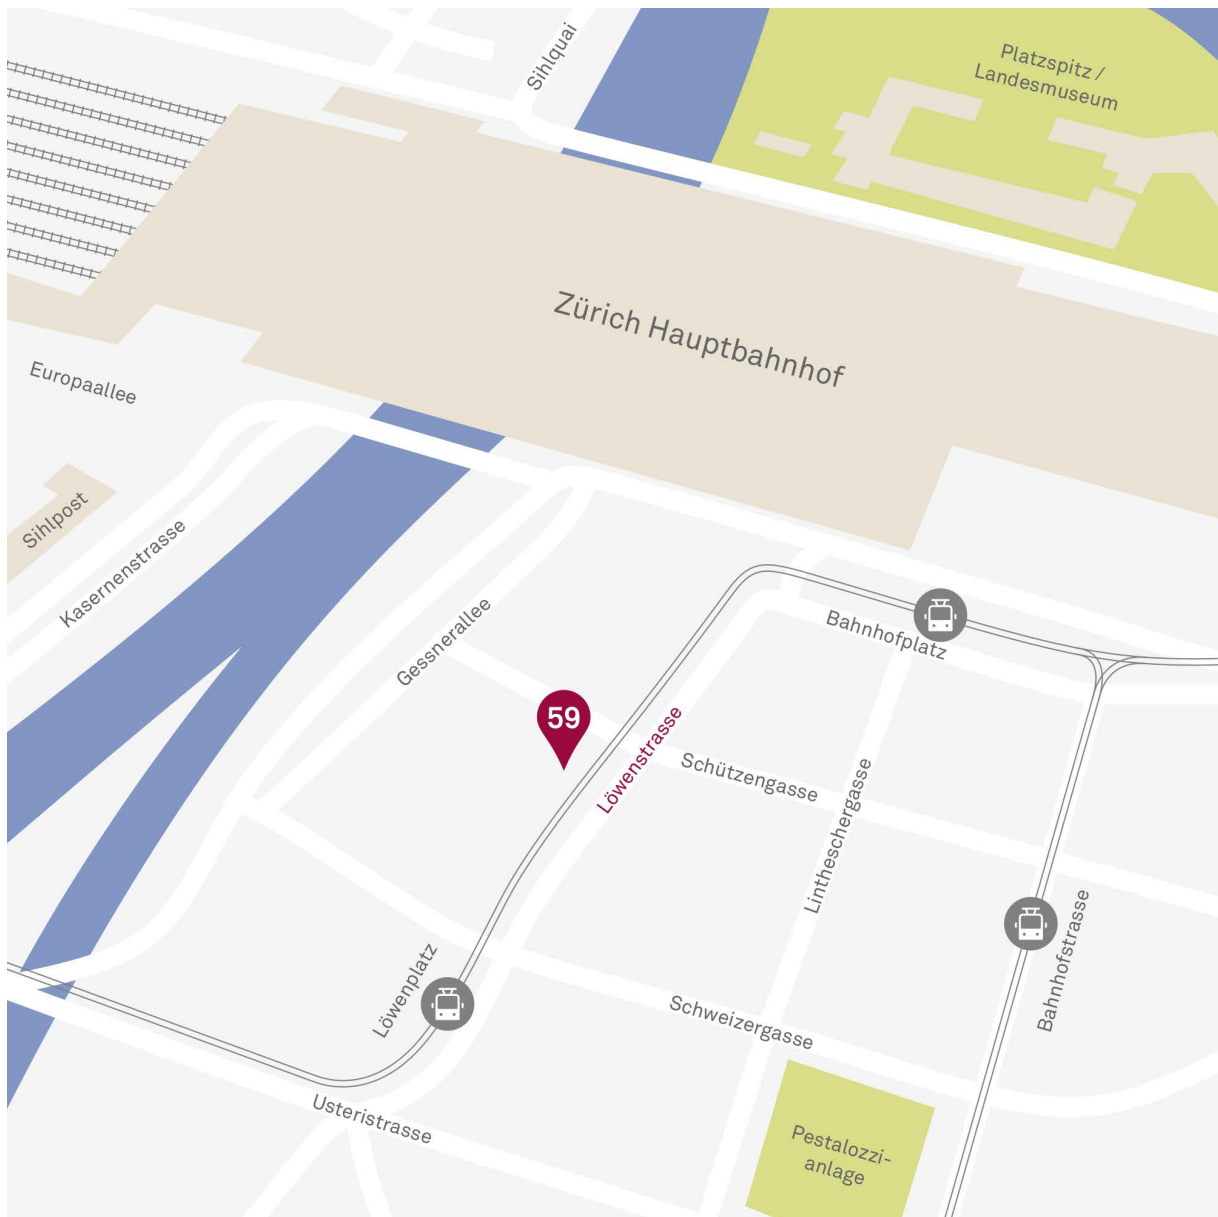 Sihlquai
Platzspitz /
Landesmuseum
Zürich Hauptbahnhof
Europaallee
Sihlpost
Kasernenstrasse
Gessnerallee
Bahnhofplatz
59
Löwenstrasse
Schützengasse
Lintheschergasse
Bahnhofstrasse
Löwenplatz
Schweizergasse
Usteristrasse
Pestalozzi-
anlage